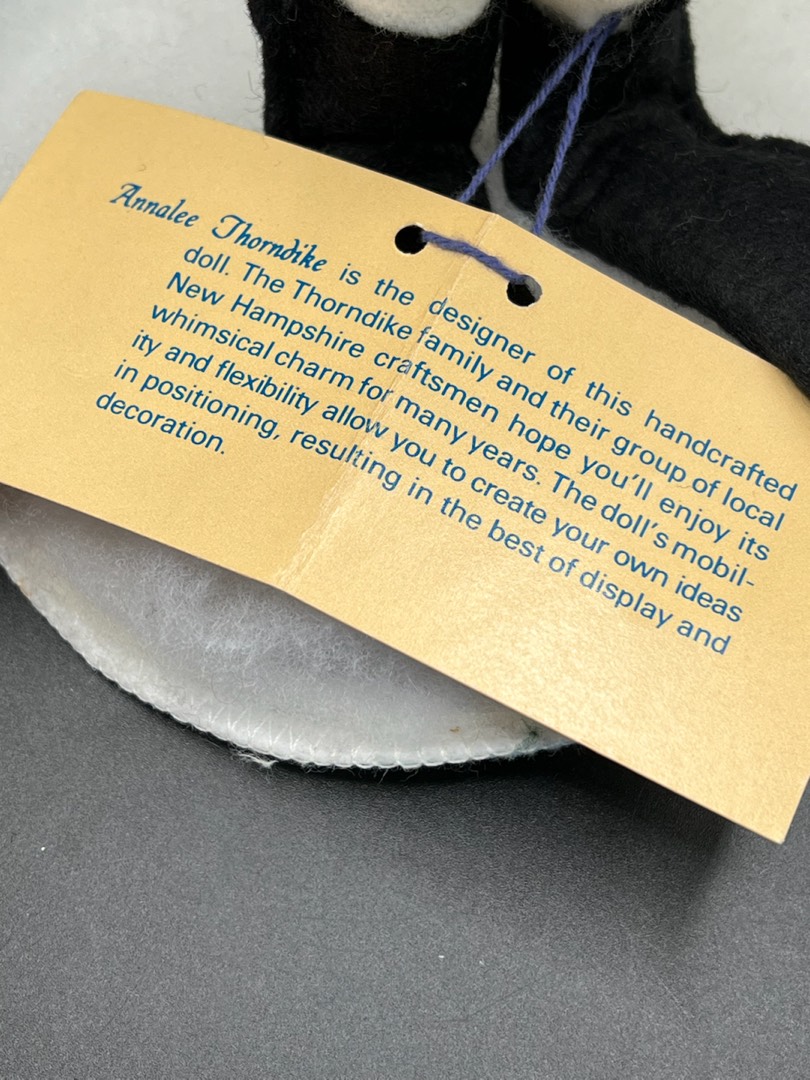 Annalee Thorndike is the designer of this handcrafted
doll. The Thorndike family and their group of local
New Hampshire craftsmen hope you'll enjoy its
whimsical charm for many years. The doll's mobil-
ity and flexibility allow you to create your own ideas
in positioning, resulting in the best of display and
decoration.